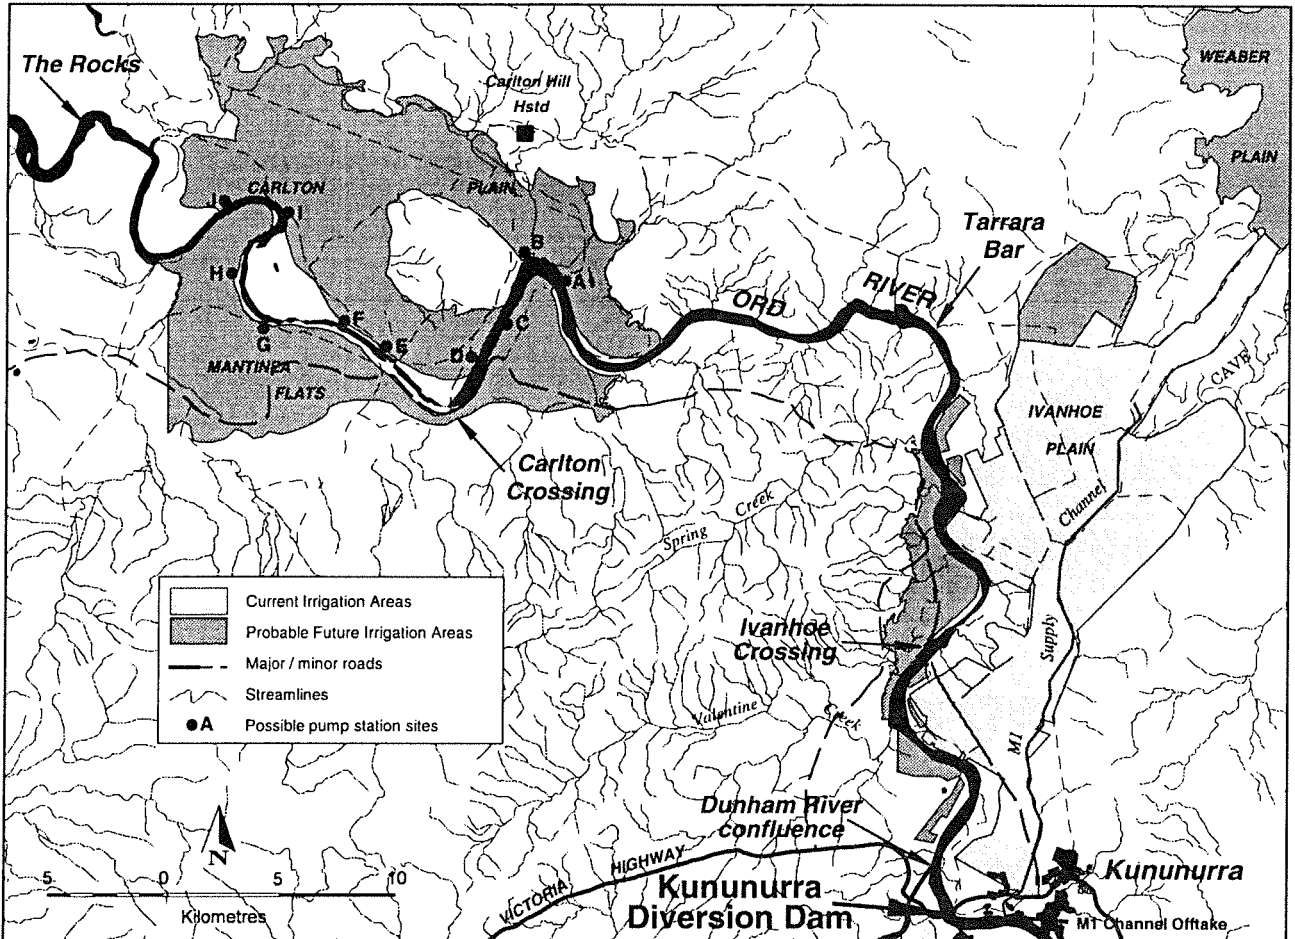 The Rocks
Carlton Hill
Hstd
WEABER
PLAIN
CARLTON
PLAIN
J
I
H
B
A
C
D
E
F
G
MANTINEA
FLATS
ORD
RIVER
Tarrara
Bar
CAVE
IVANHOE
PLAIN
Carlton
Crossing
Spring
Creek
Channel
Supply
M1
Current Irrigation Areas
Probable Future Irrigation Areas
Major / minor roads
Streamlines
A Possible pump station sites
Ivanhoe
Crossing
Valentine
Creek
N
5 0 5 10
Kilometres
Dunham River
confluence
VICTORIA HIGHWAY
Kununurra
Diversion Dam
Kununurra
M1 Channel Offtake